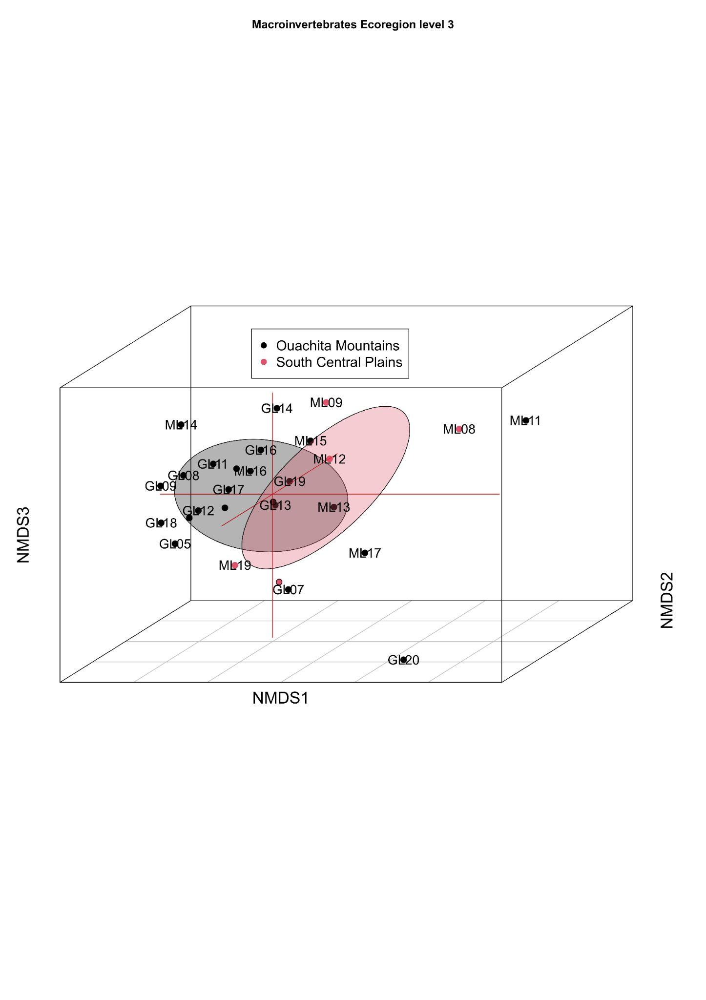 Macroinvertebrates Ecoregion level 3
Ouachita Mountains
South Central Plains
GL14
ML09
ML14
ML11
ML08
ML15
GL16
ML12
GL11
ML16
GL08
GL19
GL09
GL17
GL13
ML13
GL12
GL18
GL05
ML17
ML19
GL07
GL20
NMDS3
NMDS2
NMDS1